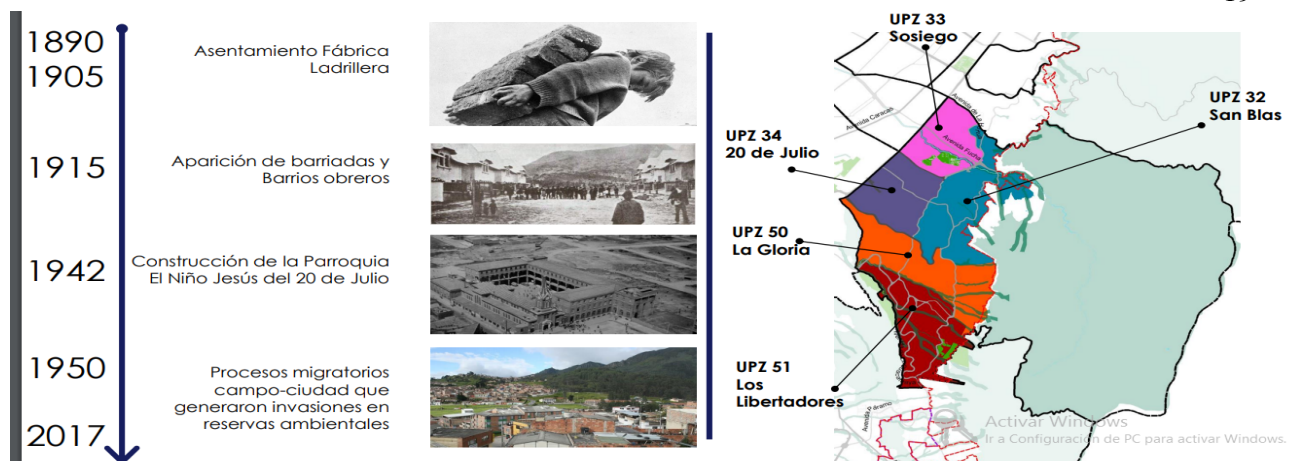 1890
1905
Asentamiento Fábrica
Ladrillera
1915
Aparición de barriadas y
Barrios obreros
1942
Construcción de la Parroquia
El Niño Jesús del 20 de Julio
1950
Procesos migratorios
campo-ciudad que
generaron invasiones en
reservas ambientales
2017
UPZ 33
Sosiego
UPZ 32
San Blas
UPZ 34
20 de Julio
UPZ 50
La Gloria
UPZ 51
Los
Libertadores
Avenida Caracas
Avenida Fucha
Activar Windows
Ir a Configuración de PC para activar Windows.